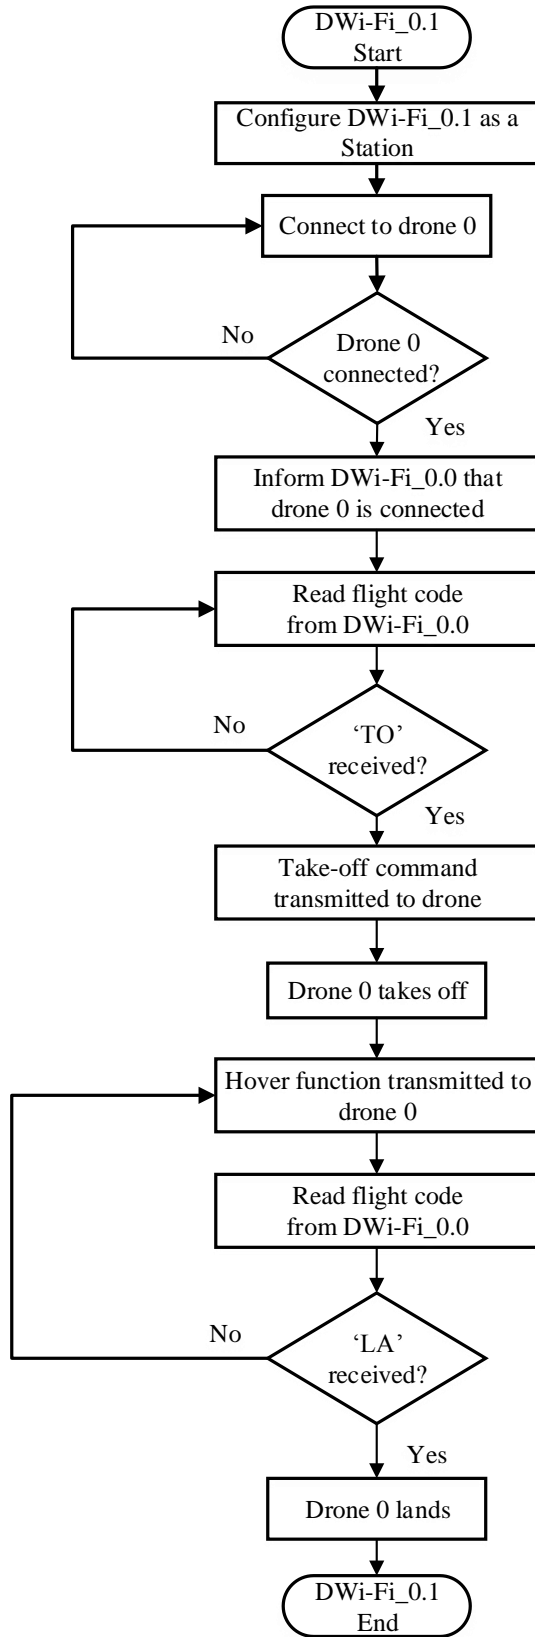 DWi-Fi_0.1
Start
Configure DWi-Fi_0.1 as a
Station
Connect to drone 0
No
Drone 0
connected?
Yes
Inform DWi-Fi_0.0 that
drone 0 is connected
Read flight code
from DWi-Fi_0.0
No
‘TO’
received?
Yes
Take-off command
transmitted to drone
Drone 0 takes off
Hover function transmitted to
drone 0
Read flight code
from DWi-Fi_0.0
No
‘LA’
received?
Yes
Drone 0 lands
DWi-Fi_0.1
End